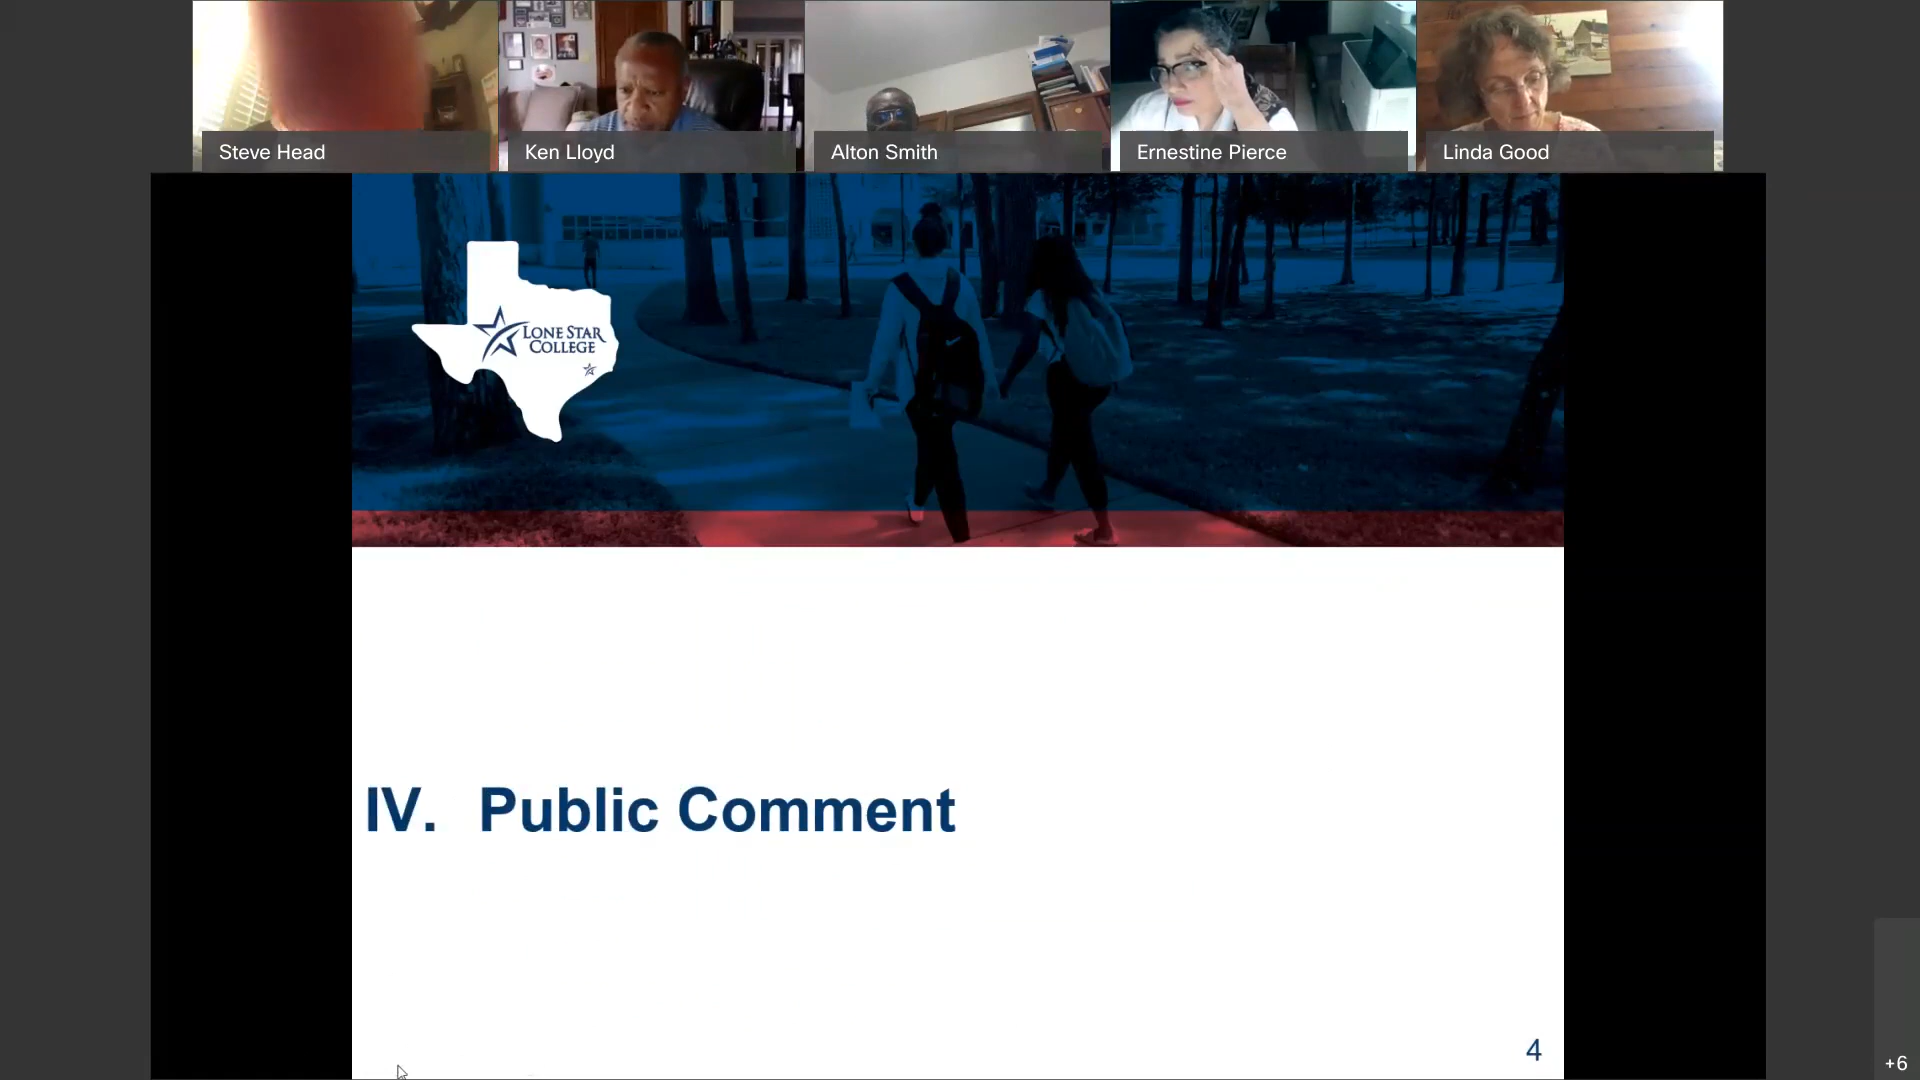 Steve Head
Ken Lloyd
Alton Smith
Ernestine Pierce
Linda Good
LONE STAR
COLLEGE
IV. Public Comment
4
+6